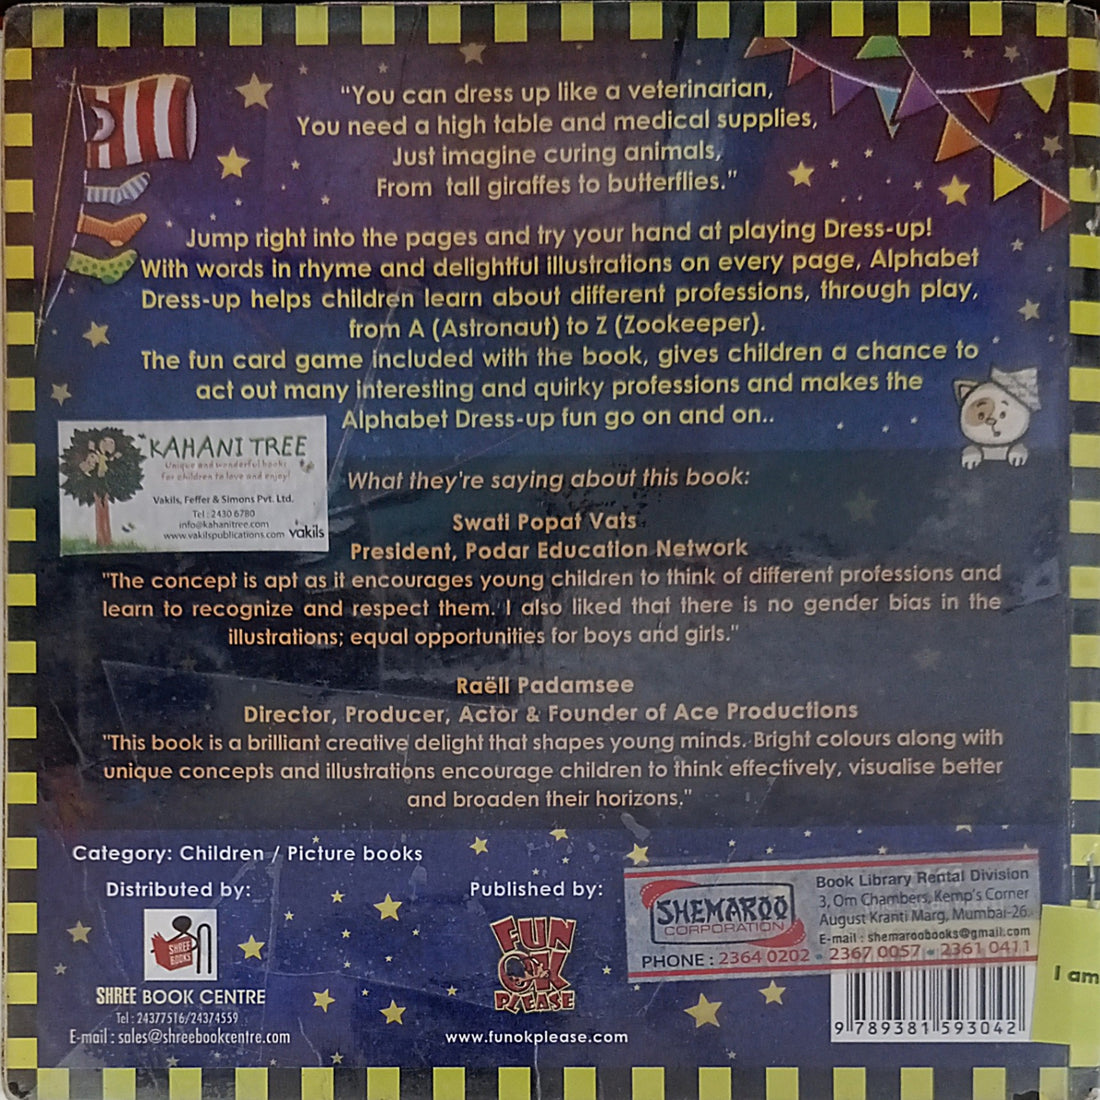 "You can dress up like a veterinarian,
You need a high table and medical supplies,
Just imagine curing animals,
From tall giraffes to butterflies."
Jump right into the pages and try your hand at playing Dress-up!
With words in rhyme and delightful illustrations on every page, Alphabet
Dress-up helps children learn about different professions, through play,
from A (Astronaut) to Z (Zookeeper).
The fun card game included with the book, gives children a chance to
act out many interesting and quirky professions and makes the
Alphabet Dress-up fun go on and on..
KAHANI TREE
Unique and wonderful books
for children to love and enjoy!
Vakils, Feffer & Simons Pvt. Ltd.
Tel : 2430 6780
info@kahanitree.com
www.vakilspublications.com vakils
What they're saying about this book:
Swati Popat Vats
President, Podar Education Network
"The concept is apt as it encourages young children to think of different professions and
learn to recognize and respect them. I also liked that there is no gender bias in the
illustrations; equal opportunities for boys and girls."
Raëll Padamsee
Director, Producer, Actor & Founder of Ace Productions
"This book is a brilliant creative delight that shapes young minds. Bright colours along with
unique concepts and illustrations encourage children to think effectively, visualise better
and broaden their horizons."
Category: Children / Picture books
Distributed by:
SHREE
BOOKS
SHREE BOOK CENTRE
Tel : 24377516/24374559
E-mail : sales@shreebookcentre.com
Published by:
FUN
OK
PLEASE
www.funokplease.com
SHEMAROO
CORPORATION
Book Library Rental Division
3, Om Chambers, Kemp's Corner
August Kranti Marg, Mumbai-26.
E-mail : shemaroobooks@gmail.com
PHONE : 2364 0202 • 2367 0057 • 2361 0411
9 789381 593042
I am